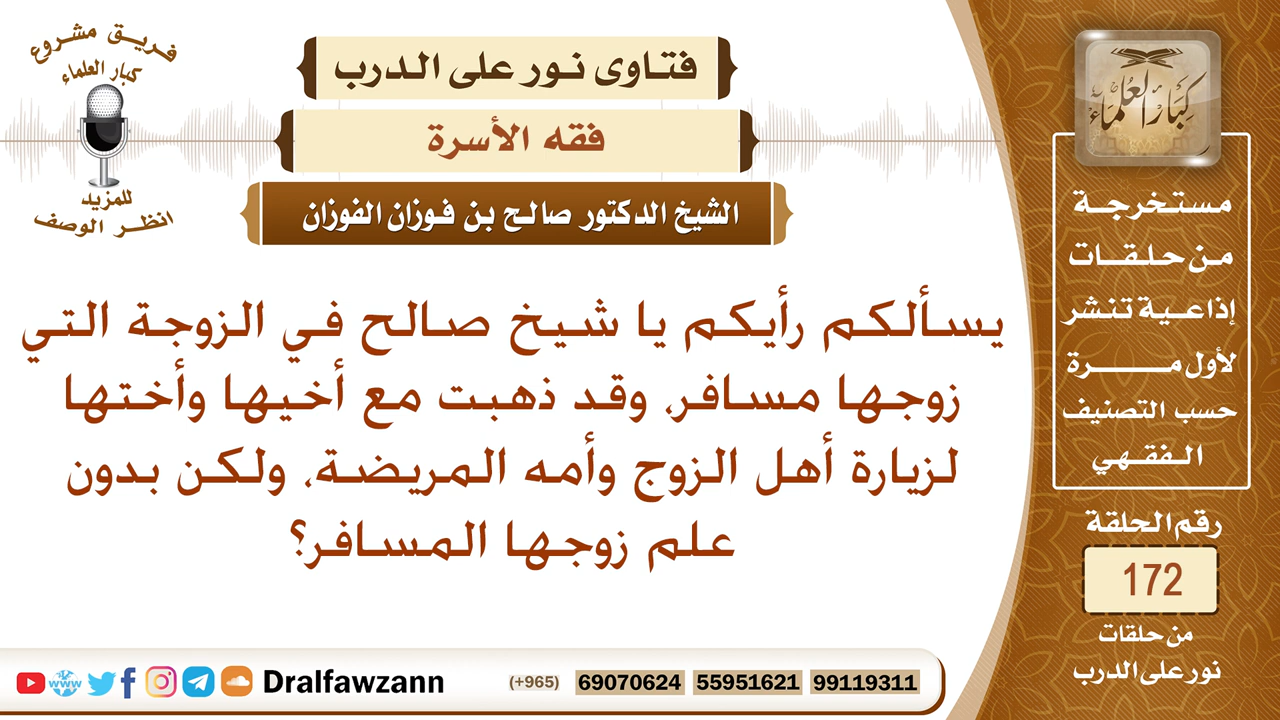 فريق مشروع
كبار العلماء
للمزيد
انظر الوصف
فتاوى نور على الدرب
فقه الأسرة
الشيخ الدكتور صالح بن فوزان الفوزان
يسألكم رأيكم يا شيخ صالح في الزوجة التي
زوجها مسافر، وقد ذهبت مع أخيها وأختها
لزيارة أهل الزوج وأمه المريضة، ولكن بدون
علم زوجها المسافر؟
كبار العلماء
مستخرجة
من حلقات
إذاعية تنشر
لأول مرة
حسب التصنيف
الفقهي
رقم الحلقة
172
من حلقات
نور على الدرب
www Dralfawzann (+965) 69070624 55951621 99119311